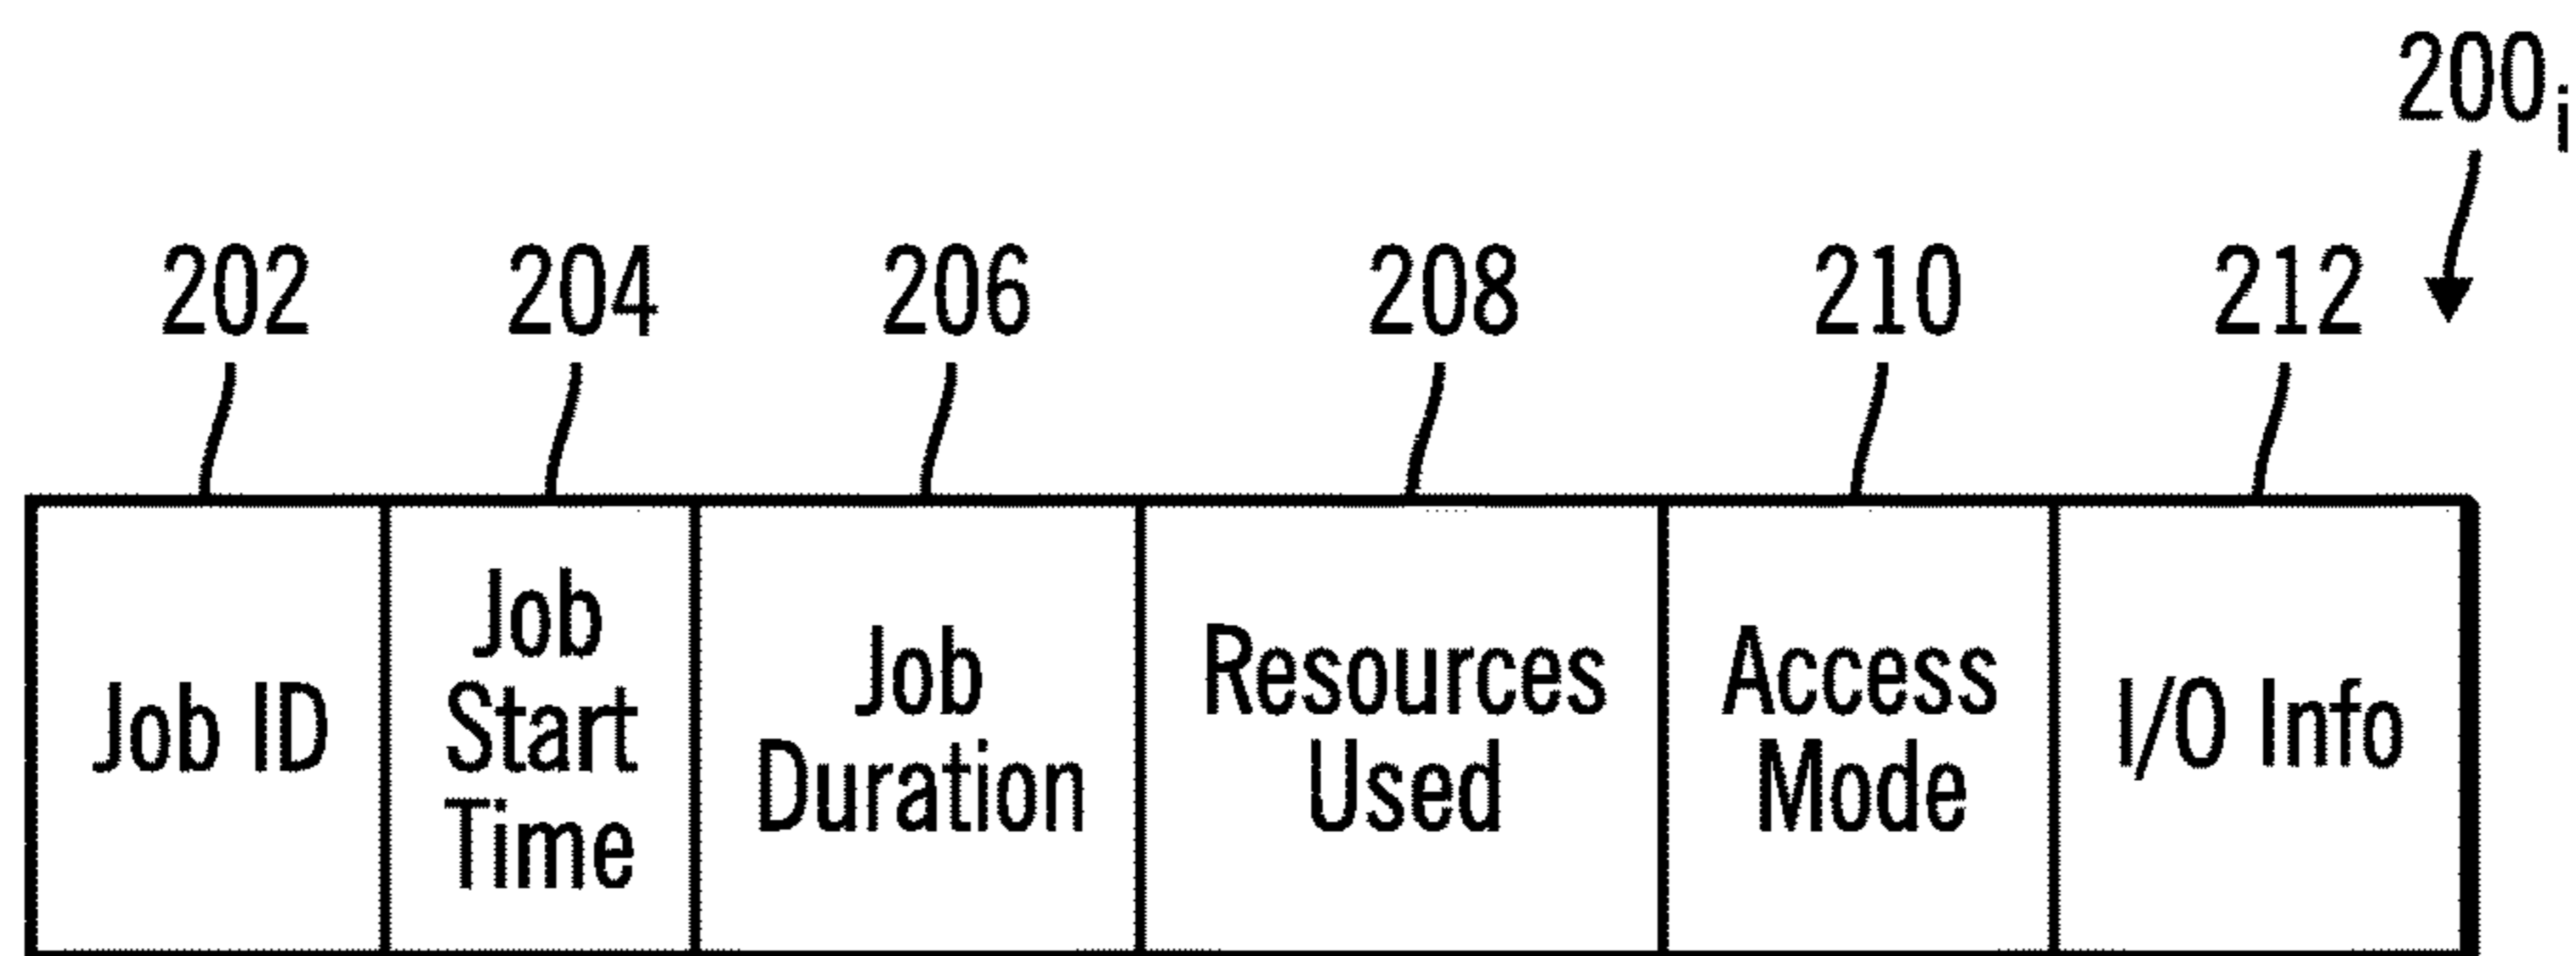 200i
202 204 206 208 210 212
Job ID
Job
Start
Time
Job
Duration
Resources
Used
Access
Mode
I/O Info